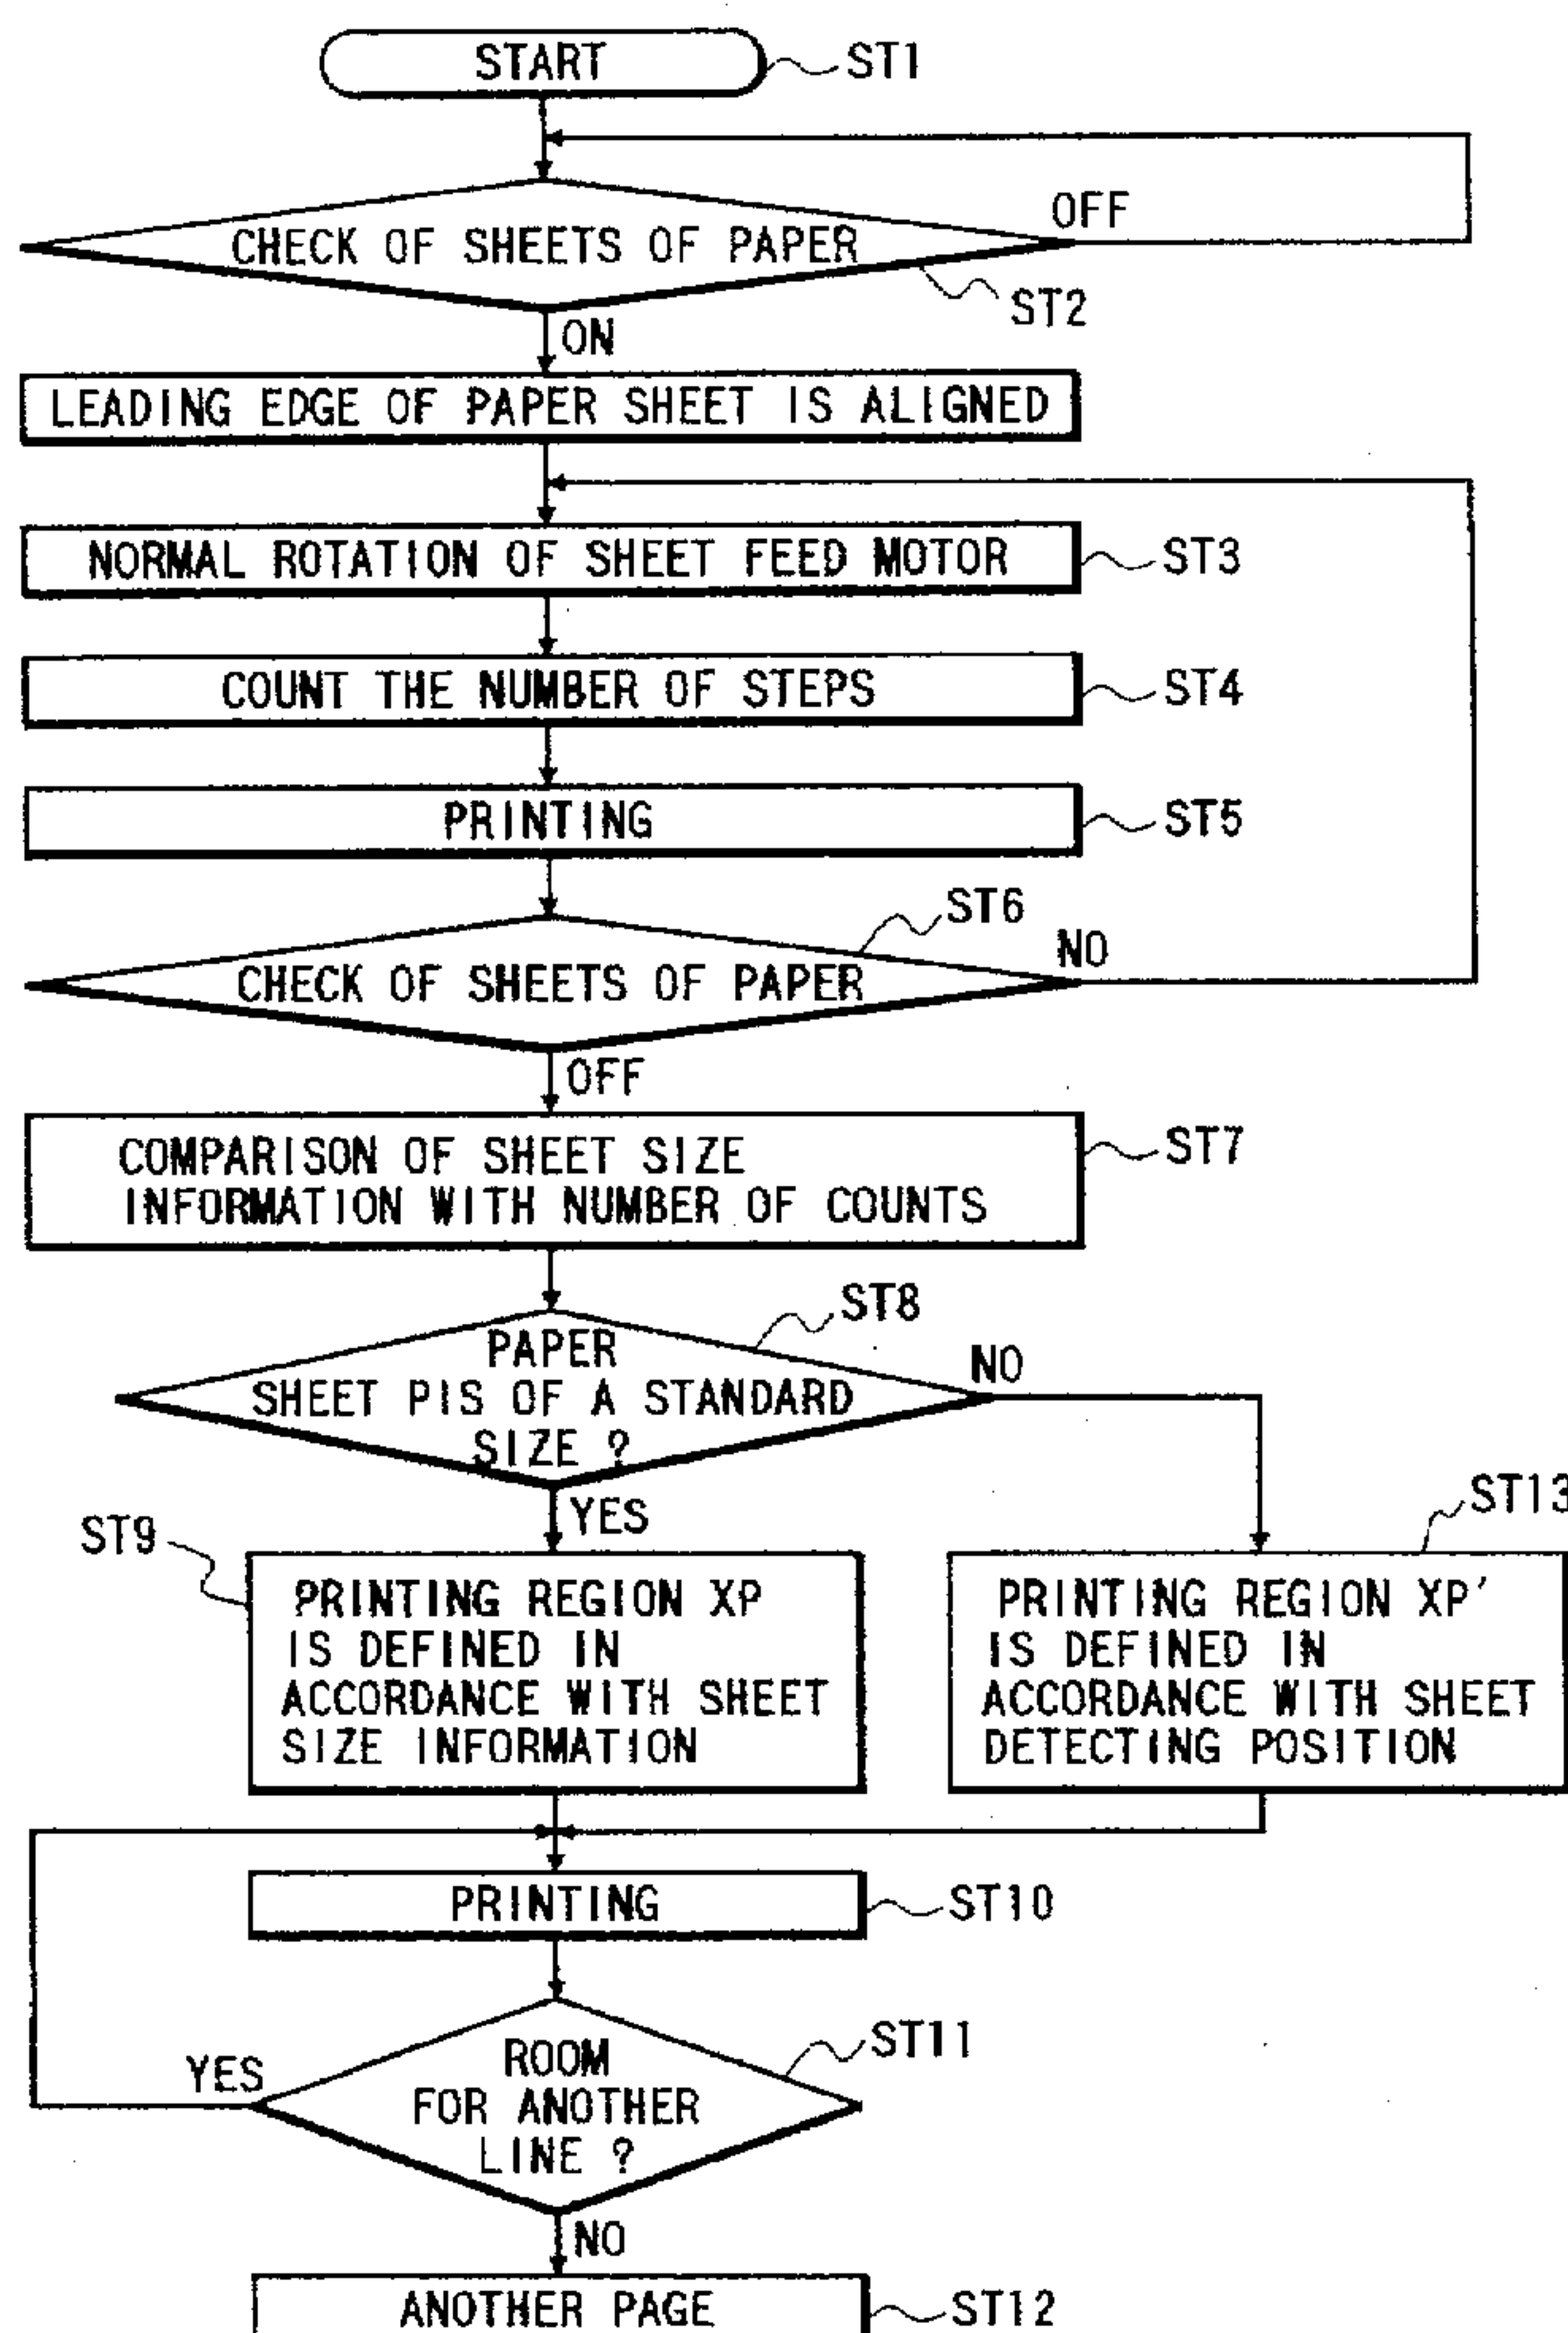 START
ST1
OFF
CHECK OF SHEETS OF PAPER
ST2
ON
LEADING EDGE OF PAPER SHEET IS ALIGNED
NORMAL ROTATION OF SHEET FEED MOTOR
ST3
COUNT THE NUMBER OF STEPS
ST4
PRINTING
ST5
ST6
NO
CHECK OF SHEETS OF PAPER
OFF
COMPARISON OF SHEET SIZE
INFORMATION WITH NUMBER OF COUNTS
ST7
ST8
PAPER
SHEET PIS OF A STANDARD
SIZE ?
NO
YES
ST9
PRINTING REGION XP
IS DEFINED IN
ACCORDANCE WITH SHEET
SIZE INFORMATION
ST13
PRINTING REGION XP'
IS DEFINED IN
ACCORDANCE WITH SHEET
DETECTING POSITION
PRINTING
ST10
ST11
ROOM
FOR ANOTHER
LINE ?
YES
NO
ANOTHER PAGE
ST12